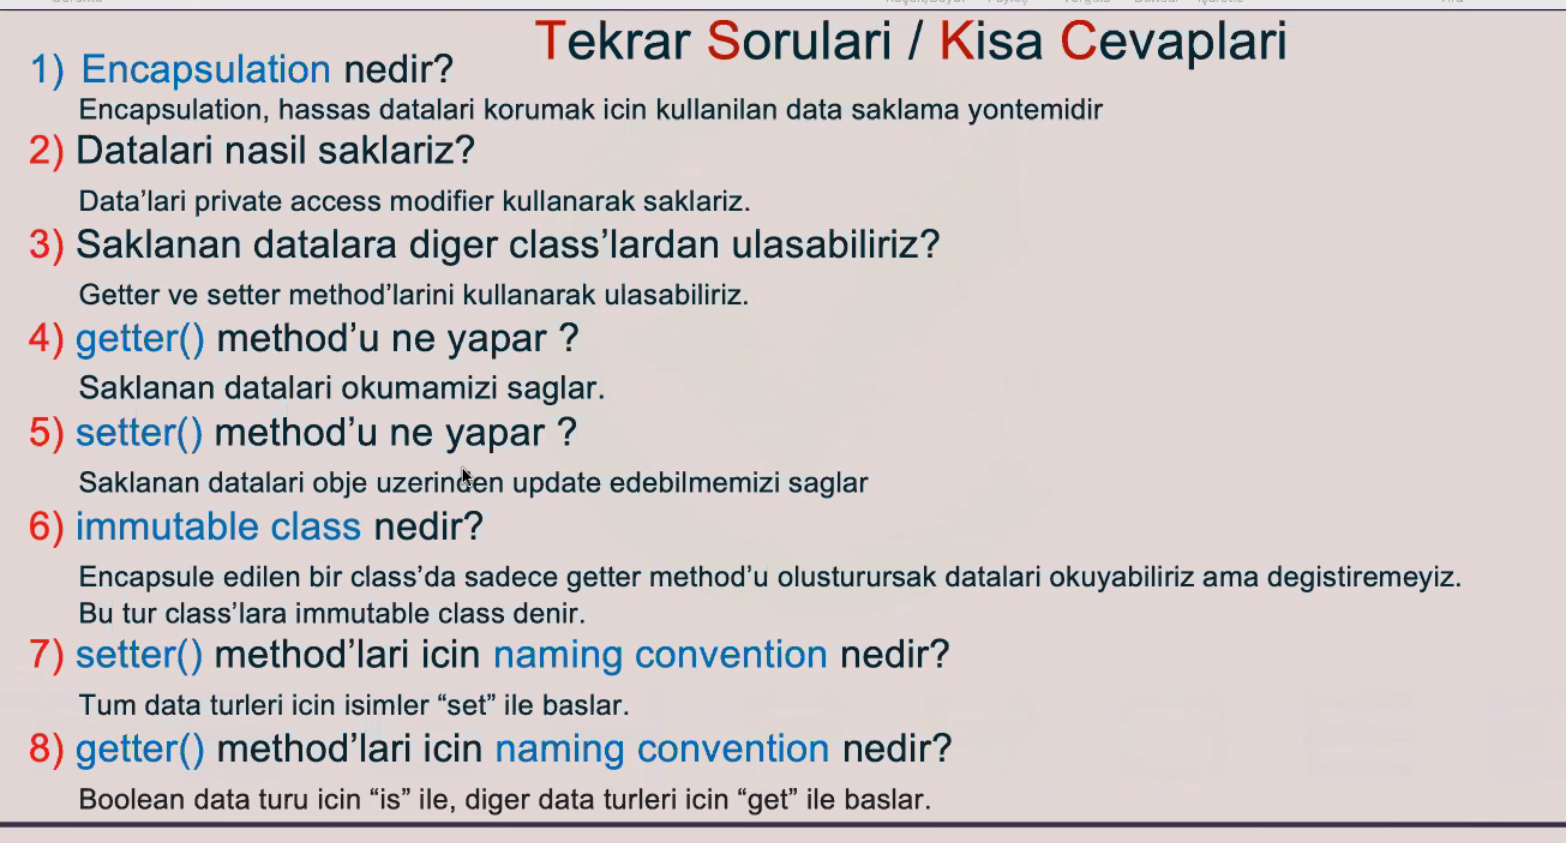 Tekrar Sorulari / Kisa Cevaplari
1) Encapsulation nedir?
Encapsulation, hassas datalari korumak icin kullanilan data saklama yontemidir
2) Datalari nasil saklariz?
Data’lari private access modifier kullanarak saklariz.
3) Saklanan datalara diger class’lardan ulasabiliriz?
Getter ve setter method’larini kullanarak ulasabiliriz.
4) getter() method’u ne yapar ?
Saklanan datalari okumamizi saglar.
5) setter() method’u ne yapar ?
Saklanan datalari obje uzerinden update edebilmemizi saglar
6) immutable class nedir?
Encapsule edilen bir class’da sadece getter method’u olusturursak datalari okuyabiliriz ama degistiremeyiz.
Bu tur class’lara immutable class denir.
7) setter() method’lari icin naming convention nedir?
Tum data turleri icin isimler “set” ile baslar.
8) getter() method’lari icin naming convention nedir?
Boolean data turu icin “is” ile, diger data turleri icin “get” ile baslar.